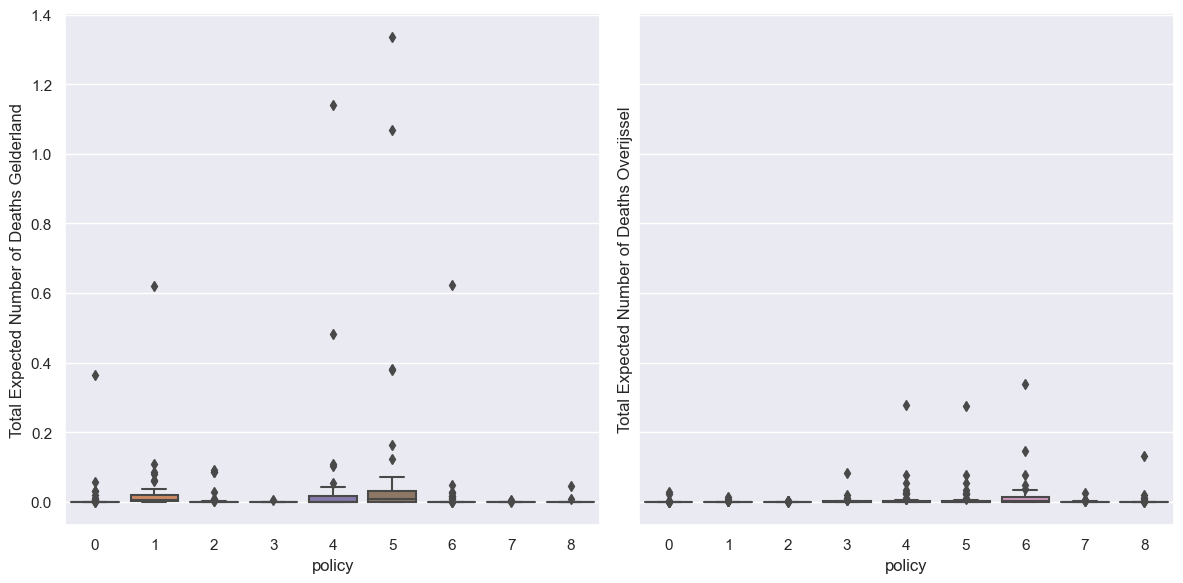 Total Expected Number of Deaths Gelderland
1.4
1.2
1.0
0.8
0.6
0.4
0.2
0.0
0 1 2 3 4 5 6 7 8
policy
Total Expected Number of Deaths Overijssel
0 1 2 3 4 5 6 7 8
policy